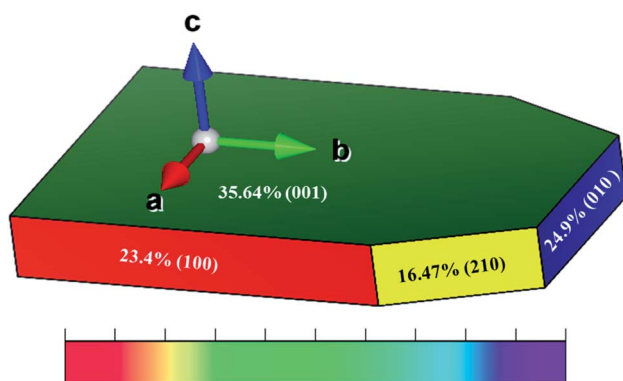 c
b
a
35.64% (001)
23.4% (100)
16.47% (210)
24.9% (010)